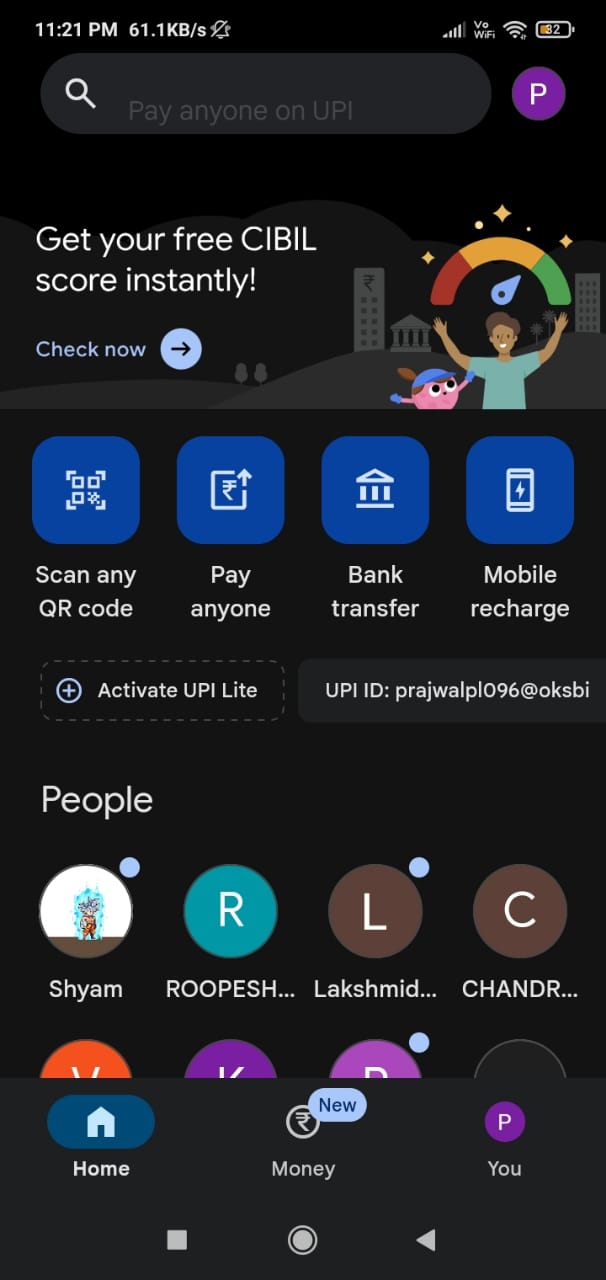 11:21 PM 61.1KB/s Vo WiFi 32
Pay anyone on UPI P
Get your free CIBIL
score instantly!
Check now
₹
₹
Scan any Pay Bank Mobile
QR code anyone transfer recharge
Activate UPI Lite UPI ID: prajwalpl096@oksbi
People
R L C
Shyam ROOPESH... Lakshmid... CHANDR...
V K P
New
₹ P
Home Money You